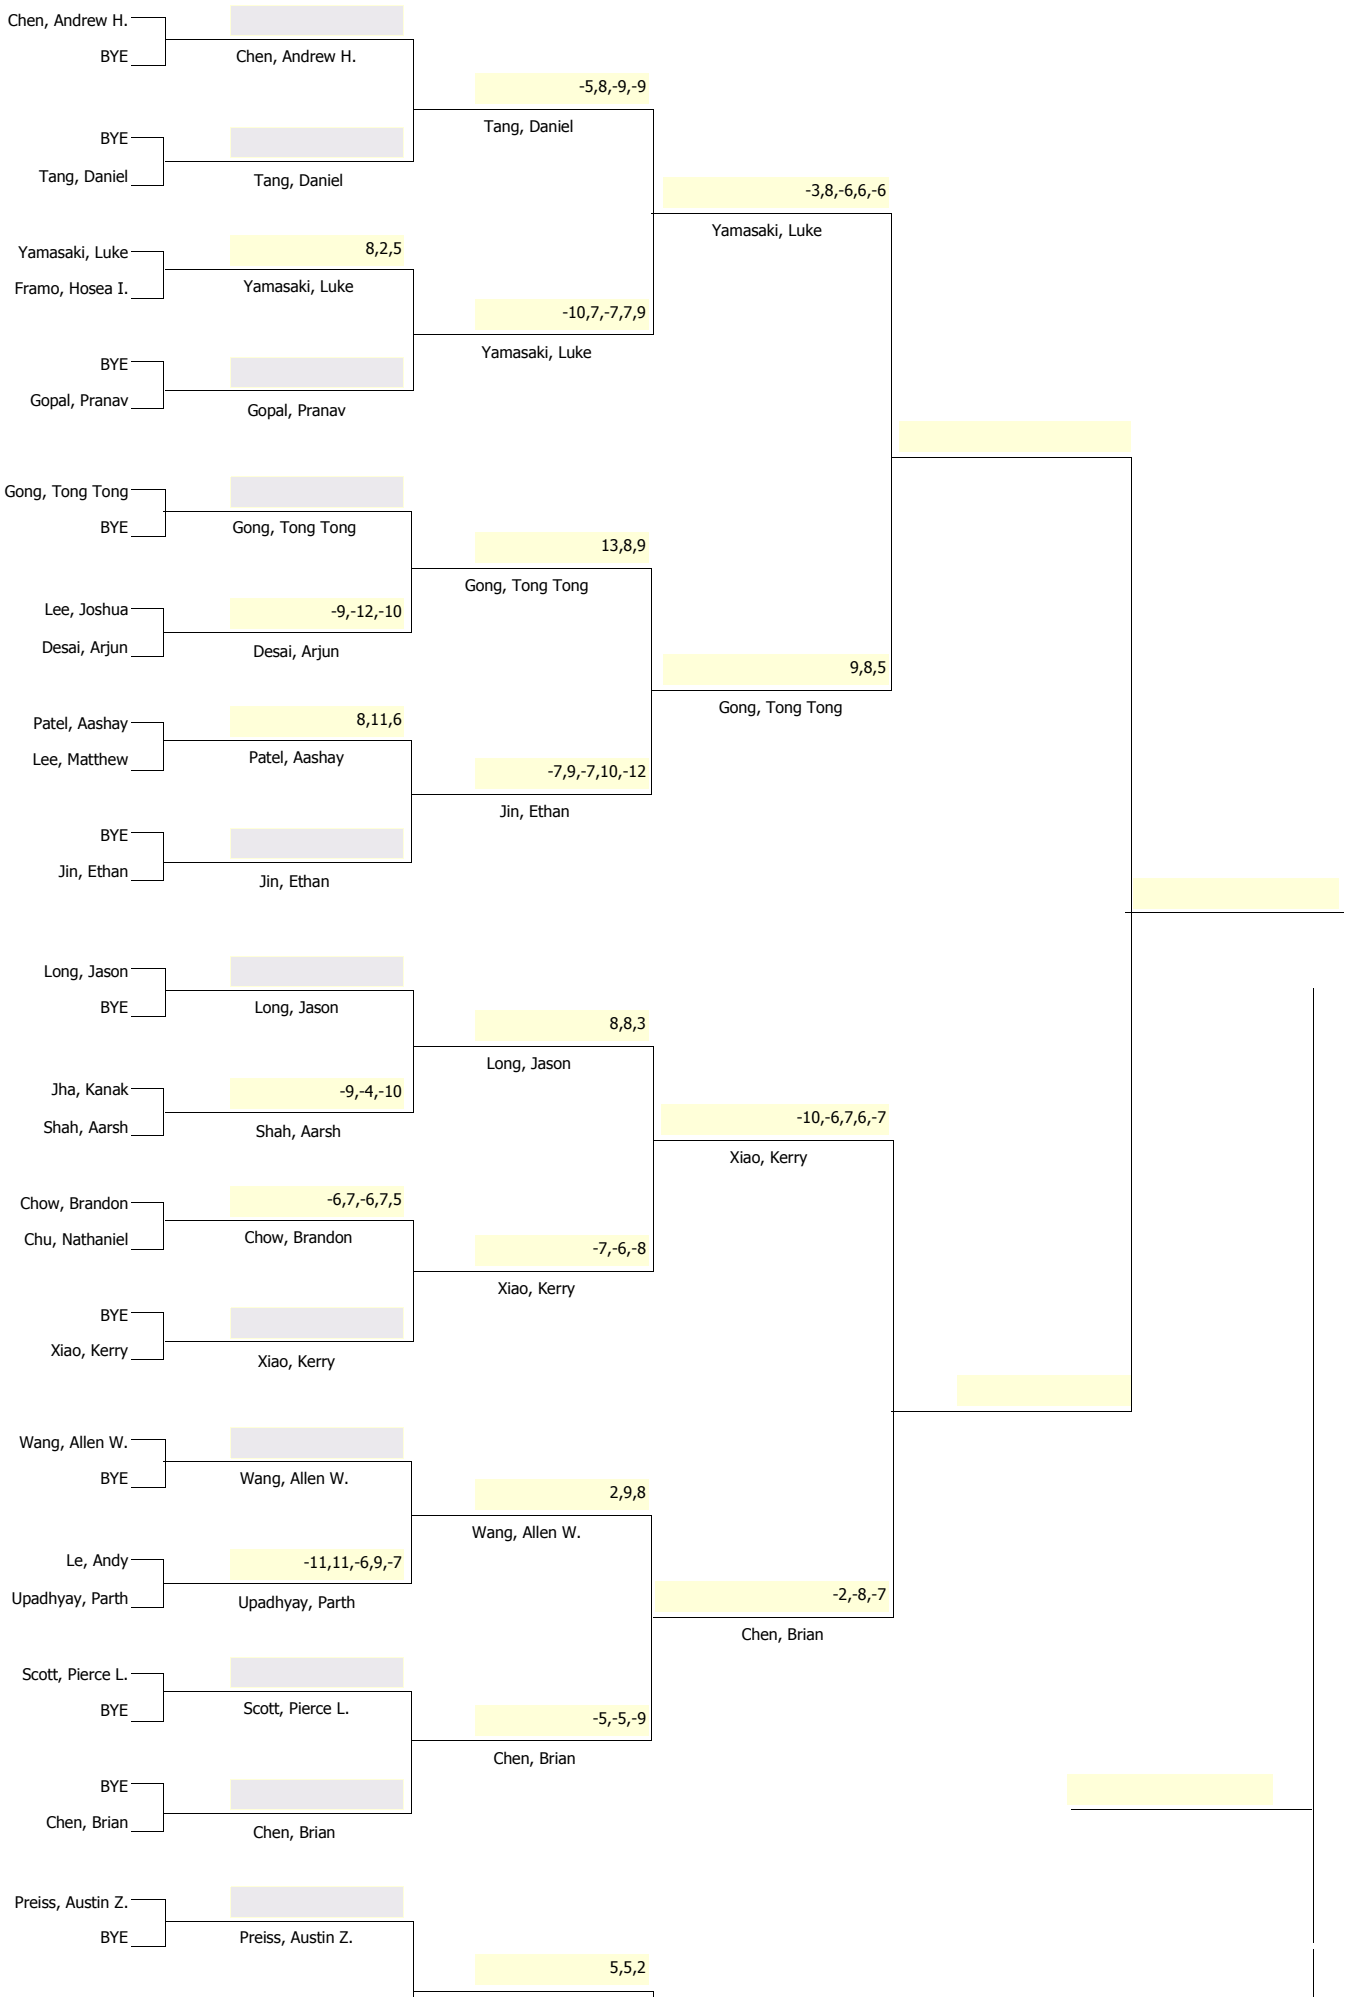 Chen, Andrew H.
BYE
Chen, Andrew H.
-5,8,-9,-9
Tang, Daniel
BYE
Tang, Daniel
Tang, Daniel
-3,8,-6,6,-6
Yamasaki, Luke
Yamasaki, Luke
8,2,5
Framo, Hosea I.
Yamasaki, Luke
-10,7,-7,7,9
Yamasaki, Luke
BYE
Gopal, Pranav
Gopal, Pranav
Gong, Tong Tong
BYE
Gong, Tong Tong
13,8,9
Gong, Tong Tong
Lee, Joshua
-9,-12,-10
Desai, Arjun
Desai, Arjun
9,8,5
Gong, Tong Tong
Patel, Aashay
8,11,6
Lee, Matthew
Patel, Aashay
-7,9,-7,10,-12
Jin, Ethan
BYE
Jin, Ethan
Jin, Ethan
Long, Jason
BYE
Long, Jason
8,8,3
Long, Jason
Jha, Kanak
-9,-4,-10
Shah, Aarsh
Shah, Aarsh
-10,-6,7,6,-7
Xiao, Kerry
Chow, Brandon
-6,7,-6,7,5
Chu, Nathaniel
Chow, Brandon
-7,-6,-8
Xiao, Kerry
BYE
Xiao, Kerry
Xiao, Kerry
Wang, Allen W.
BYE
Wang, Allen W.
2,9,8
Wang, Allen W.
Le, Andy
-11,11,-6,9,-7
Upadhyay, Parth
Upadhyay, Parth
-2,-8,-7
Chen, Brian
Scott, Pierce L.
BYE
Scott, Pierce L.
-5,-5,-9
Chen, Brian
BYE
Chen, Brian
Chen, Brian
Preiss, Austin Z.
BYE
Preiss, Austin Z.
5,5,2